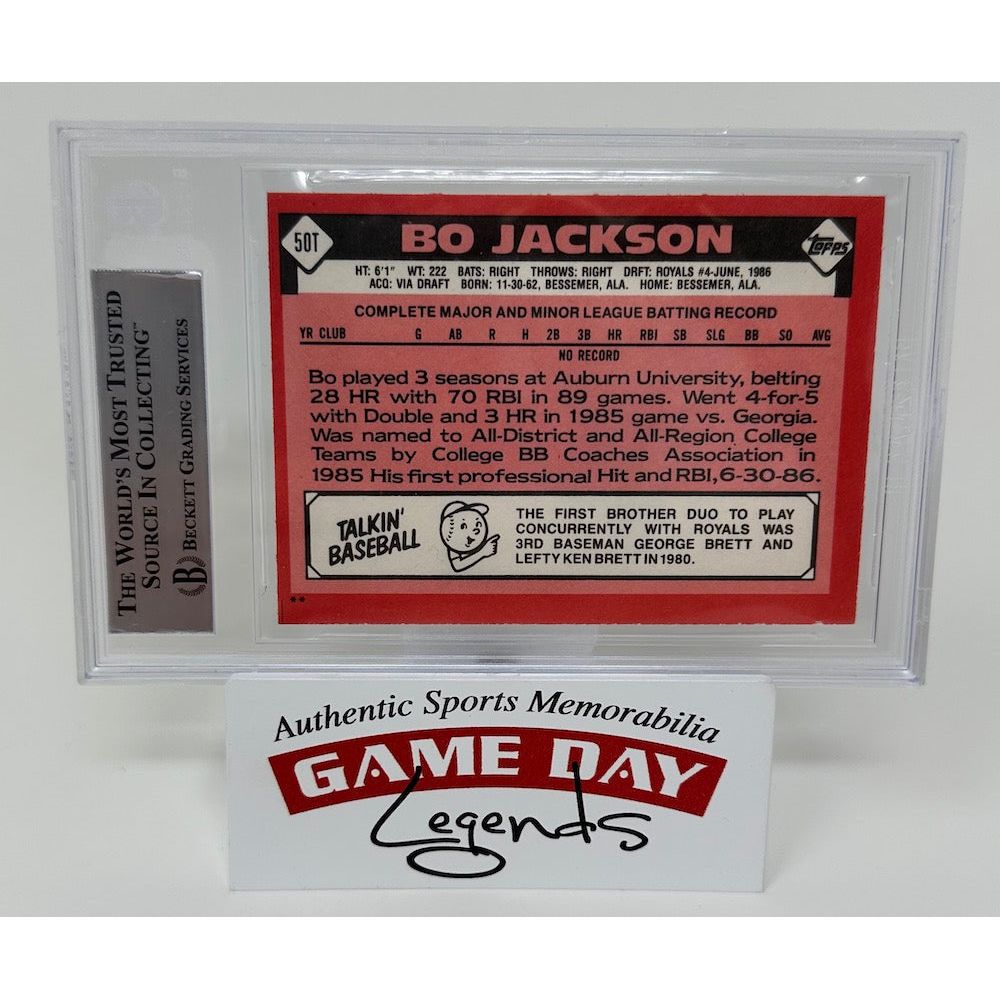 THE WORLD'S MOST TRUSTED
SOURCE IN COLLECTING™
BECKETT GRADING SERVICES
50T
BO JACKSON
TOPPS
HT: 6'1" WT: 222 BATS: RIGHT THROWS: RIGHT DRFT: ROYALS #4-JUNE, 1986
ACQ: VIA DRAFT BORN: 11-30-62, BESSEMER, ALA. HOME: BESSEMER, ALA.
COMPLETE MAJOR AND MINOR LEAGUE BATTING RECORD
YR CLUB G AB R H 2B 3B HR RBI SB SLG BB SO AVG
NO RECORD
Bo played 3 seasons at Auburn University, belting
28 HR with 70 RBI in 89 games. Went 4-for-5
with Double and 3 HR in 1985 game vs. Georgia.
Was named to All-District and All-Region College
Teams by College BB Coaches Association in
1985 His first professional Hit and RBI, 6-30-86.
TALKIN'
BASEBALL
THE FIRST BROTHER DUO TO PLAY
CONCURRENTLY WITH ROYALS WAS
3RD BASEMAN GEORGE BRETT AND
LEFTY KEN BRETT IN 1980.
**
Authentic Sports Memorabilia
GAME DAY
Legends